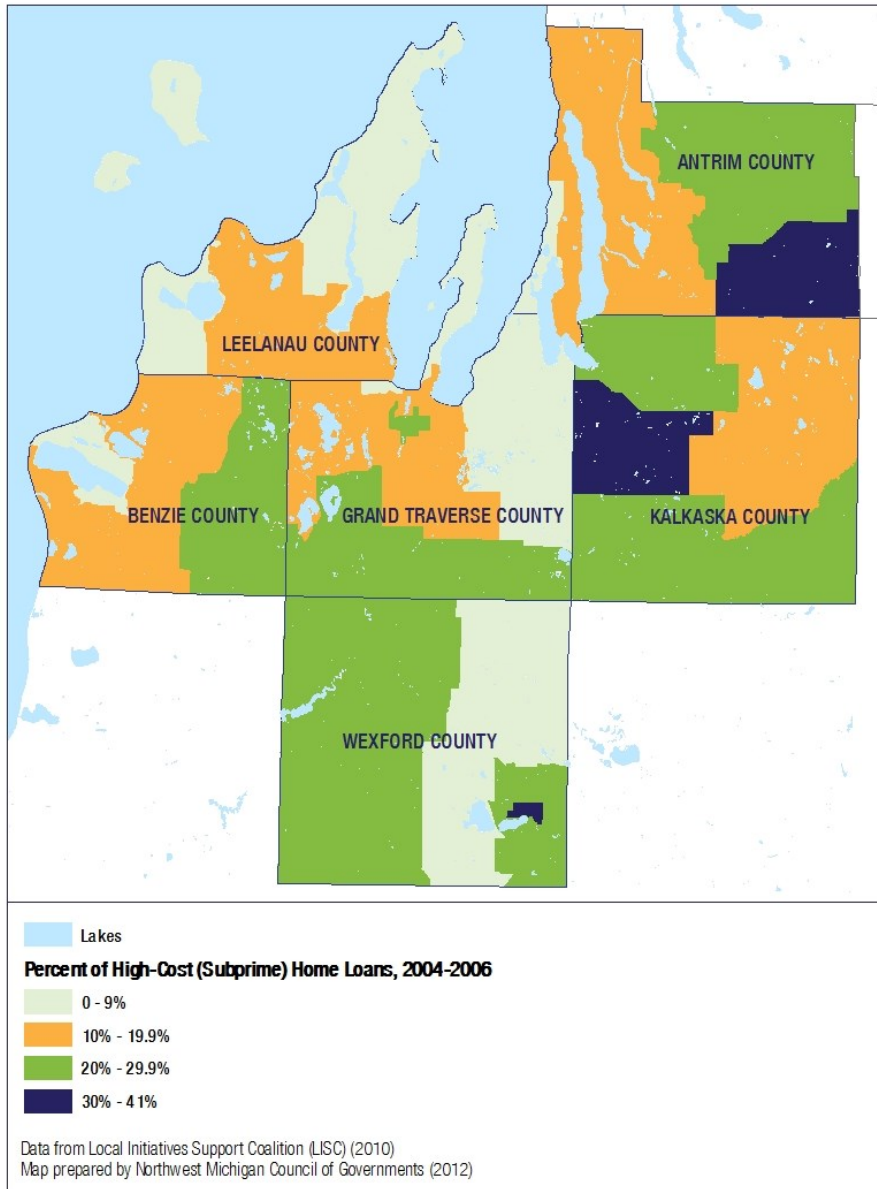 ANTRIM COUNTY
LEELANAU COUNTY
BENZIE COUNTY
GRAND TRAVERSE COUNTY
KALKASKA COUNTY
WEXFORD COUNTY
Lakes
Percent of High-Cost (Subprime) Home Loans, 2004-2006
0 - 9%
10% - 19.9%
20% - 29.9%
30% - 41%
Data from Local Initiatives Support Coalition (LISC) (2010)
Map prepared by Northwest Michigan Council of Governments (2012)